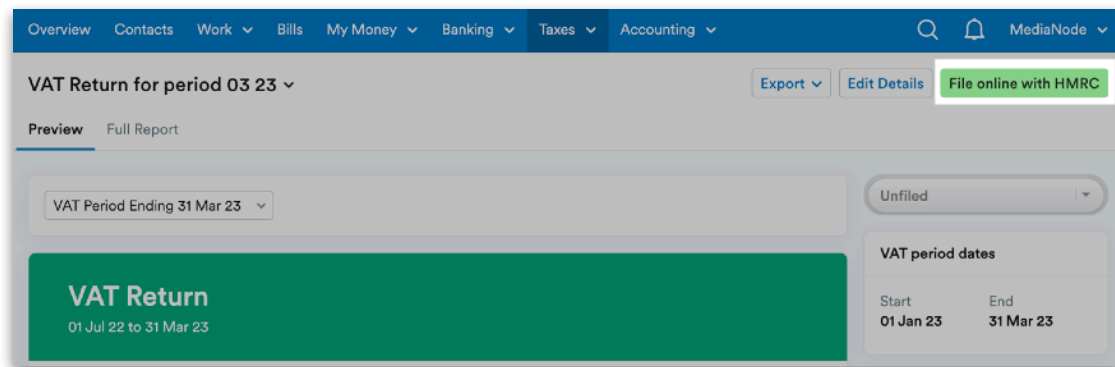 Overview Contacts Work Bills My Money Banking Taxes Accounting MediaNode
VAT Return for period 03 23
Export Edit Details File online with HMRC
Preview Full Report
VAT Period Ending 31 Mar 23
Unfiled
VAT Return
01 Jul 22 to 31 Mar 23
VAT period dates
Start End
01 Jan 23 31 Mar 23